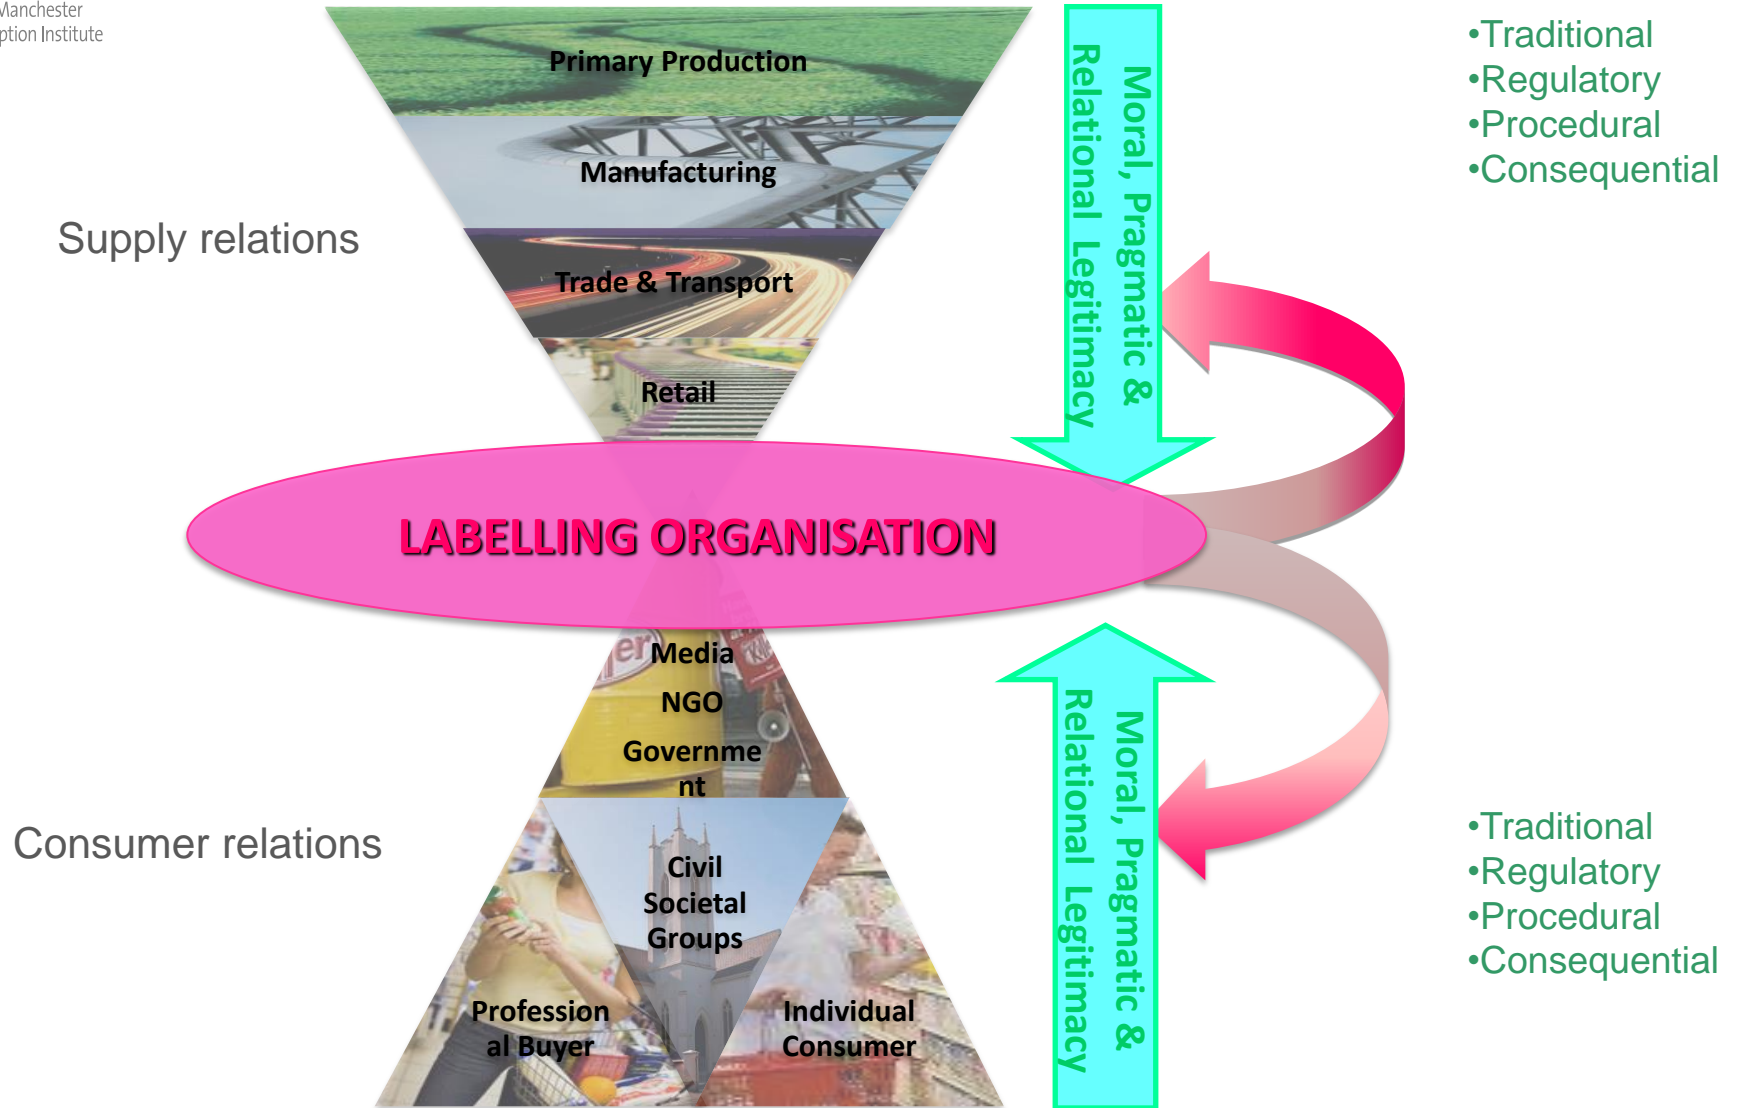 Manchester
ption Institute
Primary Production
Manufacturing
Supply relations
Trade & Transport
Retail
Moral, Pragmatic &
Relational Legitimacy
•Traditional
•Regulatory
•Procedural
•Consequential
LABELLING ORGANISATION
Media
NGO
Governme
nt
Consumer relations
Civil
Societal
Groups
Profession
al Buyer
Individual
Consumer
Moral, Pragmatic &
Relational Legitimacy
•Traditional
•Regulatory
•Procedural
•Consequential